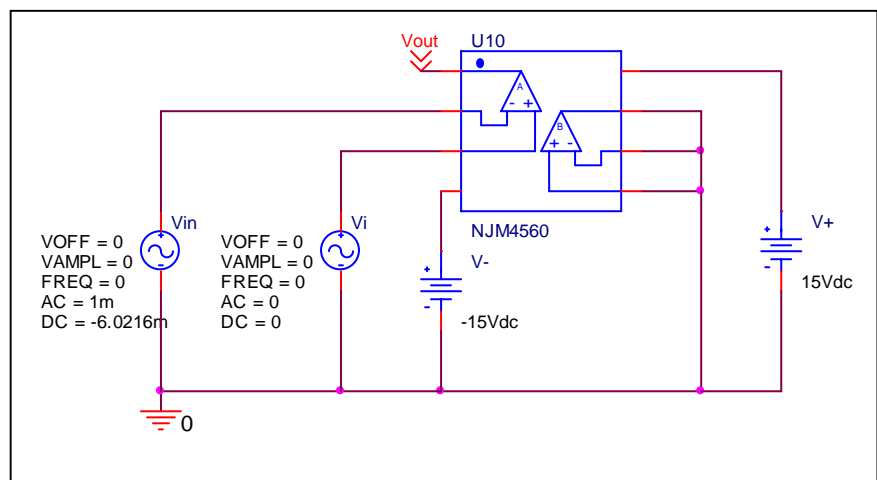 Vout
U10
A
- +
B
+ -
NJM4560
Vin
VOFF = 0
VAMPL = 0
FREQ = 0
AC = 1m
DC = -6.0216m
+
-
Vi
VOFF = 0
VAMPL = 0
FREQ = 0
AC = 0
DC = 0
+
-
V-
+
-
-15Vdc
V+
+
-
15Vdc
0